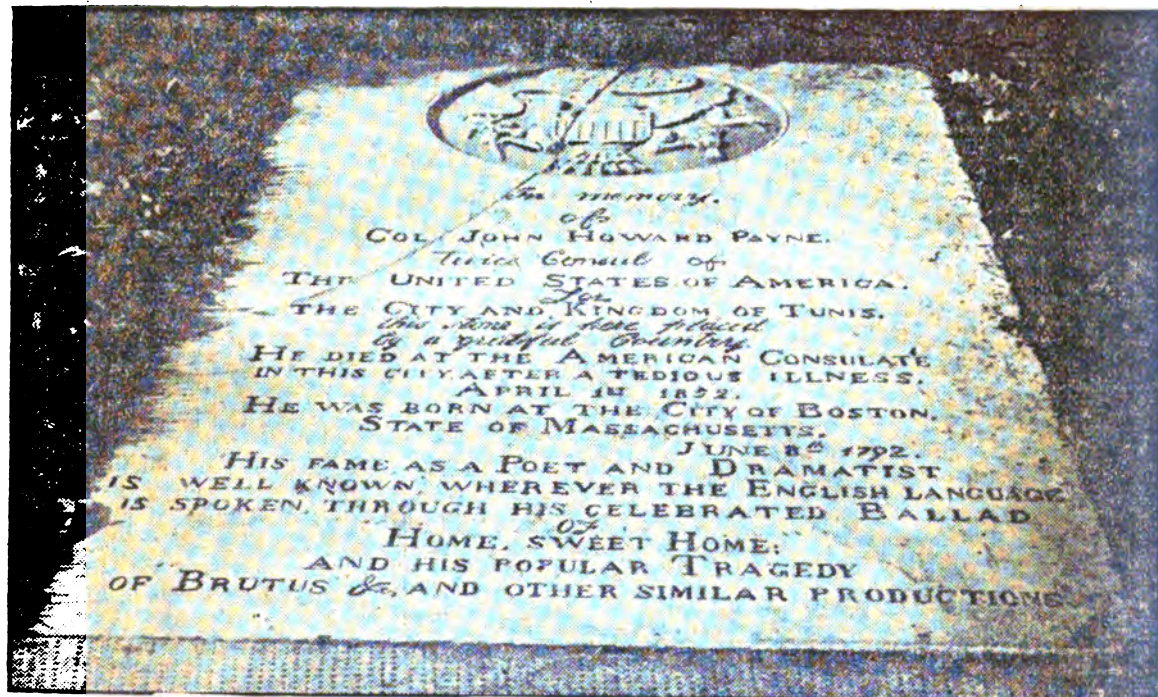 In memory.
of
COL. JOHN HOWARD PAYNE.
Twice Consul of
THE UNITED STATES OF AMERICA.
for
THE CITY AND KINGDOM OF TUNIS.
this stone is here placed
by a grateful Country.
HE DIED AT THE AMERICAN CONSULATE
IN THIS CITY, AFTER A TEDIOUS ILLNESS.
APRIL 1st 1852.
HE WAS BORN AT THE CITY OF BOSTON.
STATE OF MASSACHUSETTS.
JUNE 8th 1792.
HIS FAME AS A POET AND DRAMATIST
IS WELL KNOWN, WHEREVER THE ENGLISH LANGUAGE
IS SPOKEN, THROUGH HIS CELEBRATED BALLAD
OF
"HOME, SWEET HOME;"
AND HIS POPULAR TRAGEDY
OF "BRUTUS" &c, AND OTHER SIMILAR PRODUCTIONS